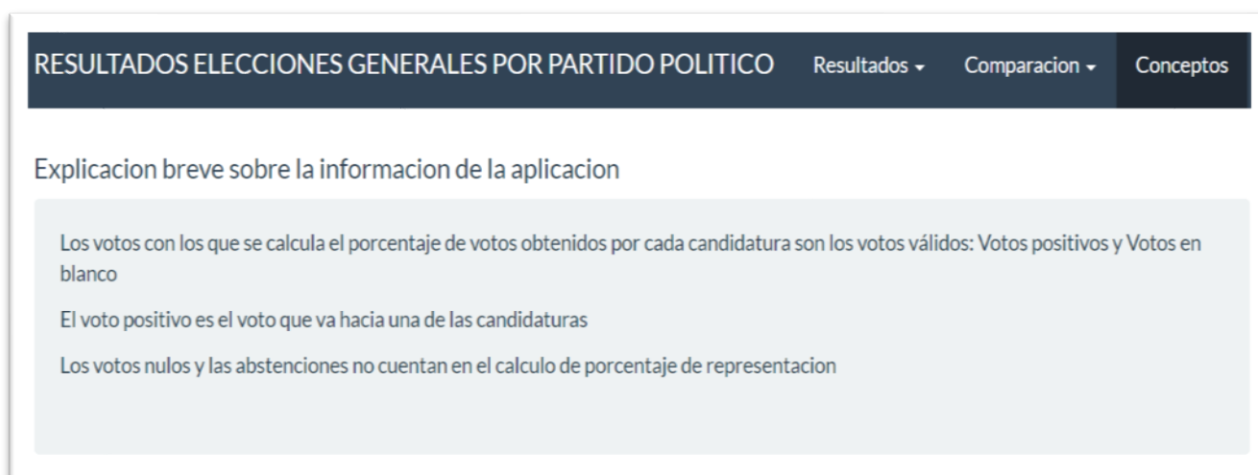 RESULTADOS ELECCIONES GENERALES POR PARTIDO POLITICO Resultados Comparacion Conceptos
Explicacion breve sobre la informacion de la aplicacion
Los votos con los que se calcula el porcentaje de votos obtenidos por cada candidatura son los votos válidos: Votos positivos y Votos en
blanco
El voto positivo es el voto que va hacia una de las candidaturas
Los votos nulos y las abstenciones no cuentan en el calculo de porcentaje de representacion